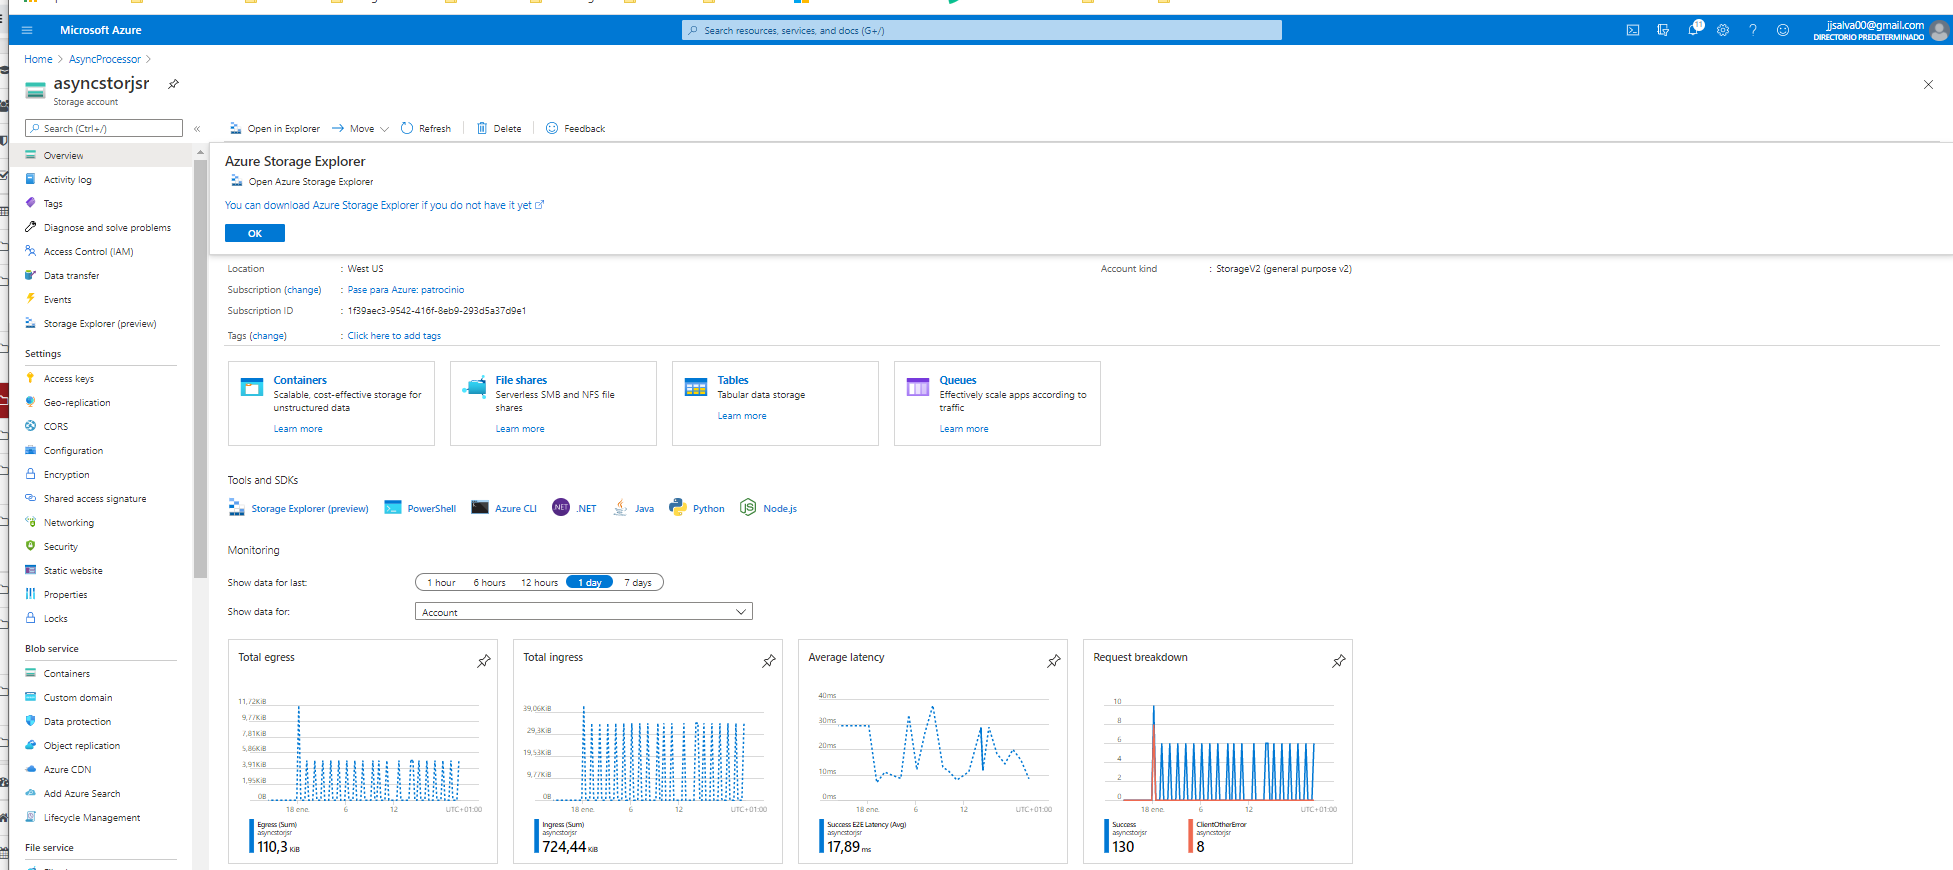 Microsoft Azure
Search resources, services, and docs (G+/)
11
jjsalva00@gmail.com
DIRECTORIO PREDETERMINADO
Home > AsyncProcessor >
asyncstorjsr
Storage account
Search (Ctrl+/)
«
Open in Explorer
Move
Refresh
Delete
Feedback
Overview
Activity log
Tags
Diagnose and solve problems
Access Control (IAM)
Data transfer
Events
Storage Explorer (preview)
Settings
Access keys
Geo-replication
CORS
Configuration
Encryption
Shared access signature
Networking
Security
Static website
Properties
Locks
Blob service
Containers
Custom domain
Data protection
Object replication
Azure CDN
Add Azure Search
Lifecycle Management
File service
Azure Storage Explorer
Open Azure Storage Explorer
You can download Azure Storage Explorer if you do not have it yet
OK
Location : West US
Subscription (change) : Pase para Azure: patrocinio
Subscription ID : 1f39aec3-9542-416f-8eb9-293d5a37d9e1
Tags (change) : Click here to add tags
Account kind : StorageV2 (general purpose v2)
Containers
Scalable, cost-effective storage for
unstructured data
Learn more
File shares
Serverless SMB and NFS file
shares
Learn more
Tables
Tabular data storage
Learn more
Queues
Effectively scale apps according to
traffic
Learn more
Tools and SDKs
Storage Explorer (preview)
PowerShell
Azure CLI
NET
.NET
Java
Python
JS
Node.js
Monitoring
Show data for last:
1 hour
6 hours
12 hours
1 day
7 days
Show data for:
Account
Total egress
11,72KiB
9,77KiB
7,81KiB
5,86KiB
3,91KiB
1,95KiB
0B
18 ene. 6 12 UTC+01:00
Egress (Sum)
asyncstorjsr
110,3 KiB
Total ingress
39,06KiB
29,3KiB
19,53KiB
9,77KiB
0B
18 ene. 6 12 UTC+01:00
Ingress (Sum)
asyncstorjsr
724,44 KiB
Average latency
40ms
30ms
20ms
10ms
0ms
18 ene. 6 12 UTC+01:00
Success E2E Latency (Avg)
asyncstorjsr
17,89 ms
Request breakdown
10
8
6
4
2
0
18 ene. 6 12 UTC+01:00
Success
asyncstorjsr
130
ClientOtherError
asyncstorjsr
8